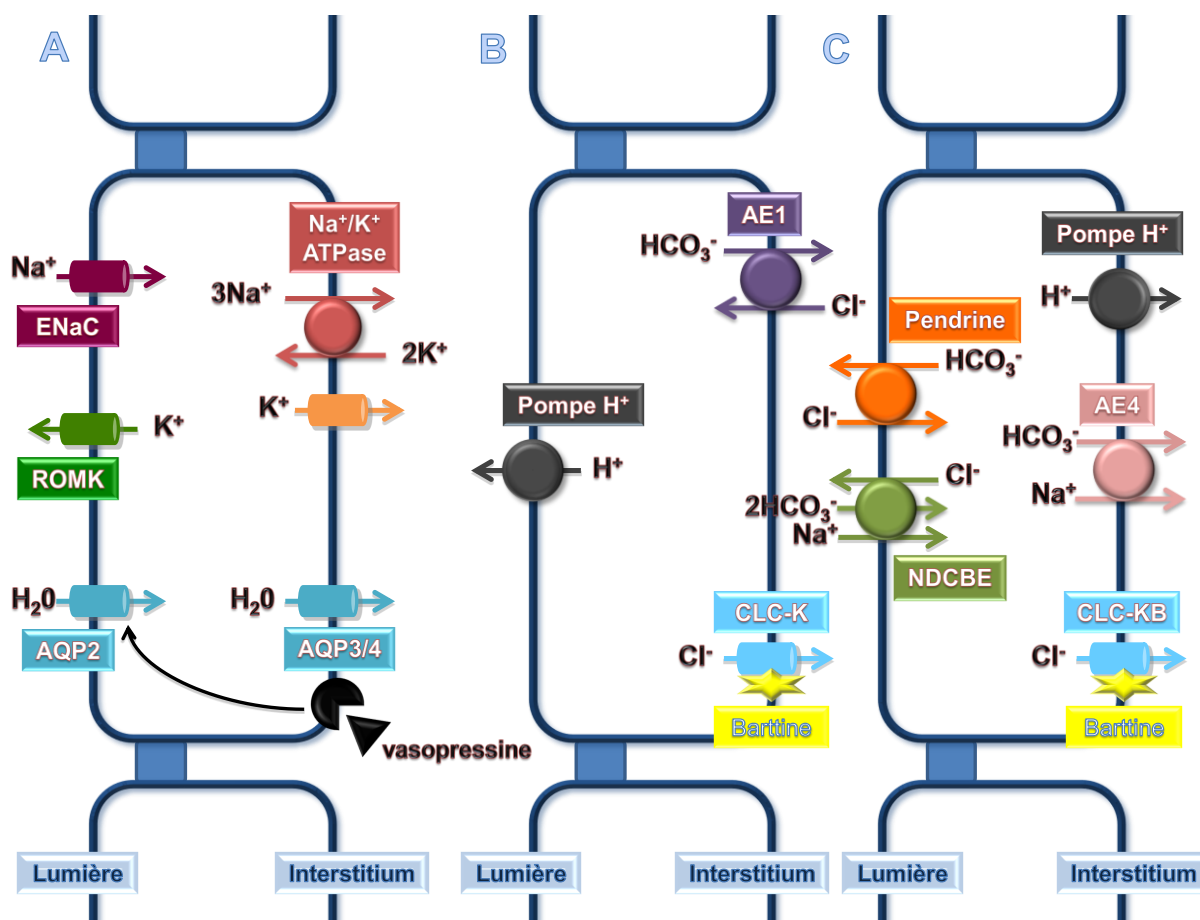 A
Na⁺/K⁺
ATPase
Na⁺
ENaC
3Na⁺
2K⁺
K⁺
K⁺
ROMK
H₂0
AQP2
H₂0
AQP3/4
vasopressine
Lumière
Interstitium
B
AE1
HCO₃⁻
Cl⁻
Pompe H⁺
H⁺
CLC-K
Cl⁻
Barttine
Lumière
Interstitium
C
Pompe H⁺
H⁺
Pendrine
HCO₃⁻
Cl⁻
AE4
HCO₃⁻
Na⁺
Cl⁻
2HCO₃⁻
Na⁺
NDCBE
CLC-KB
Cl⁻
Barttine
Lumière
Interstitium